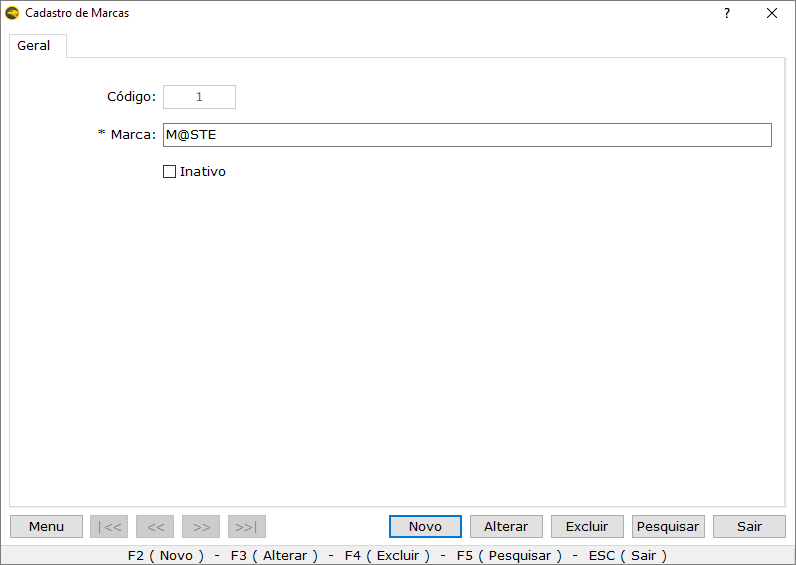 Cadastro de Marcas ?
Geral
Código: 1
* Marca: M@STE
Inativo
Menu |<< << >> >>| Novo Alterar Excluir Pesquisar Sair
F2 ( Novo ) - F3 ( Alterar ) - F4 ( Excluir ) - F5 ( Pesquisar ) - ESC ( Sair )